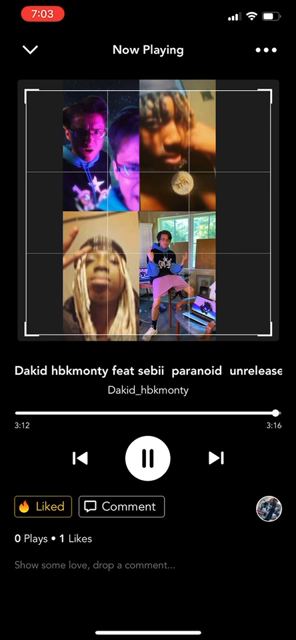 7:03
Now Playing
Dakid hbkmonty feat sebii paranoid unrelease
Dakid_hbkmonty
3:12
3:16
Liked
Comment
0 Plays • 1 Likes
Show some love, drop a comment...